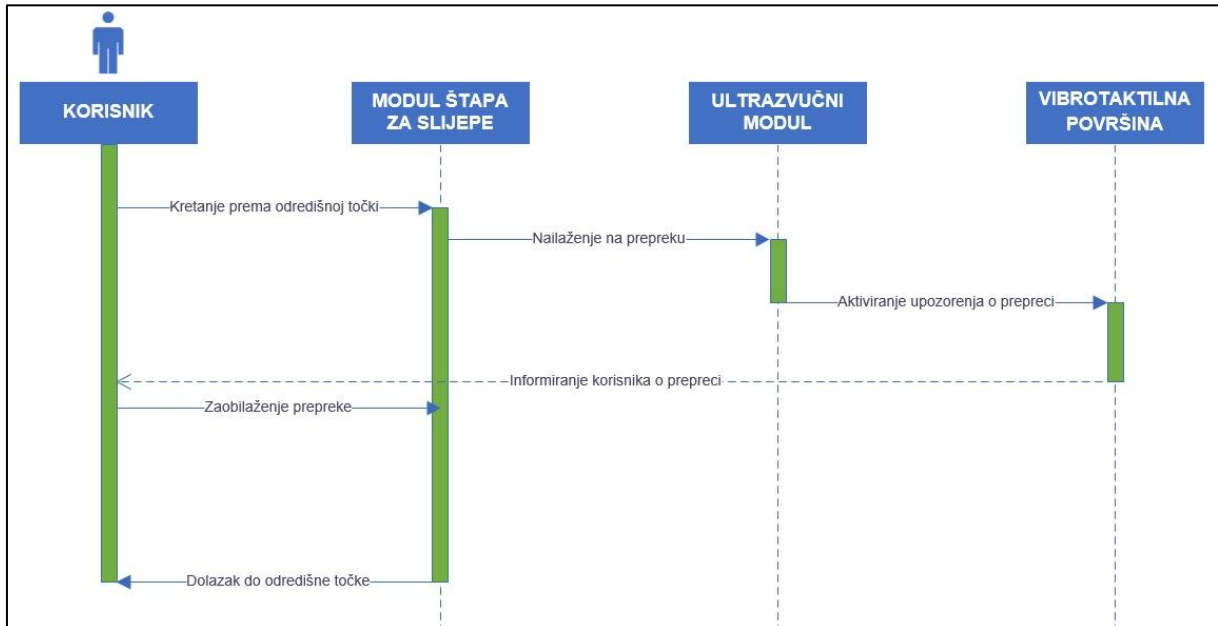 KORISNIK
MODUL ŠTAPA
ZA SLIJEPE
ULTRAZVUČNI
MODUL
VIBROTAKTILNA
POVRŠINA
Kretanje prema odredišnoj točki
Nailaženje na prepreku
Aktiviranje upozorenja o prepreci
Informiranje korisnika o prepreci
Zaobilaženje prepreke
Dolazak do odredišne točke